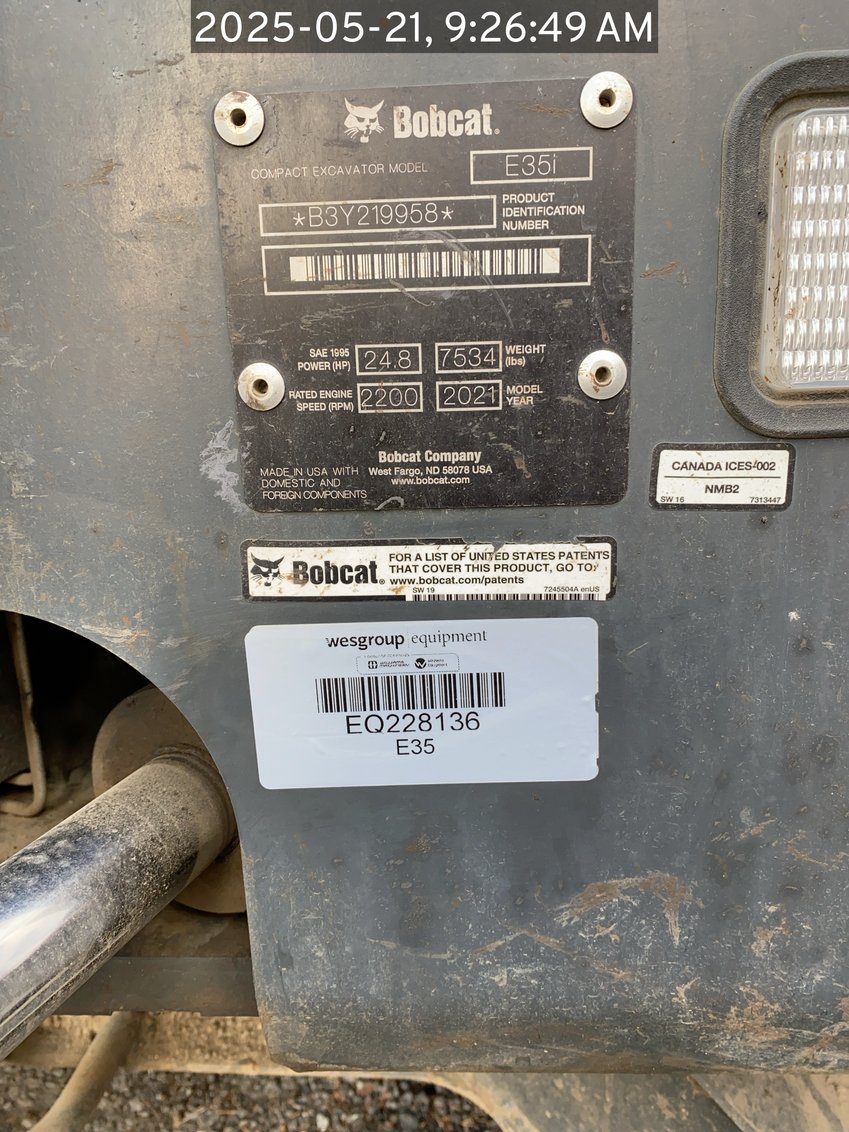 2025-05-21, 9:26:49 AM
Bobcat®
COMPACT EXCAVATOR MODEL E35i
*B3Y219958* PRODUCT IDENTIFICATION NUMBER
SAE 1995 POWER (HP) 24.8 7534 WEIGHT (lbs)
RATED ENGINE SPEED (RPM) 2200 2021 MODEL YEAR
Bobcat Company
West Fargo, ND 58078 USA
www.bobcat.com
MADE IN USA WITH
DOMESTIC AND
FOREIGN COMPONENTS
CANADA ICES-002
NMB2
SW 16 7313447
Bobcat®
FOR A LIST OF UNITED STATES PATENTS
THAT COVER THIS PRODUCT, GO TO:
www.bobcat.com/patents
SW 19 7245504A enUS
wesgroup equipment
EQ228136
E35